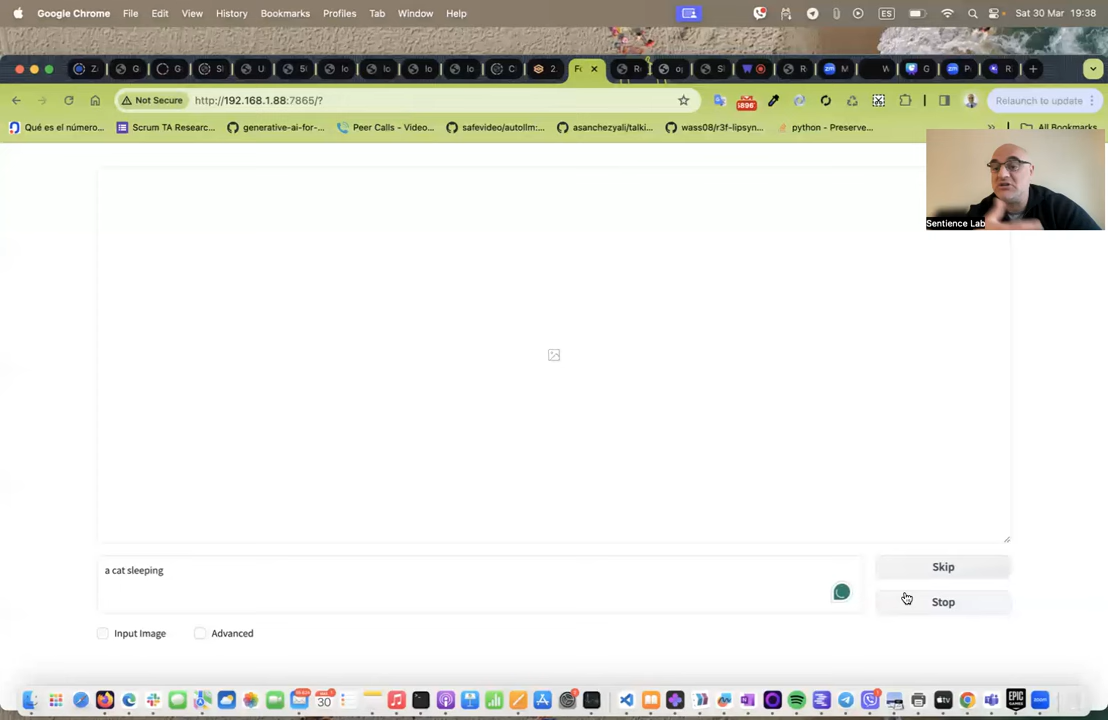 Google Chrome File Edit View History Bookmarks Profiles Tab Window Help ES Sat 30 Mar 19:38
Not Secure http://192.168.1.88:7865/? $896 Relaunch to update
Qué es el número... Scrum TA Researc... generative-ai-for-... Peer Calls - Video... safevideo/autollm:... asanchezyali/talki... wass08/r3f-lipsyn... python - Preserve... All Bookmarks
Sentience Lab
a cat sleeping
Skip
Stop
Input Image Advanced